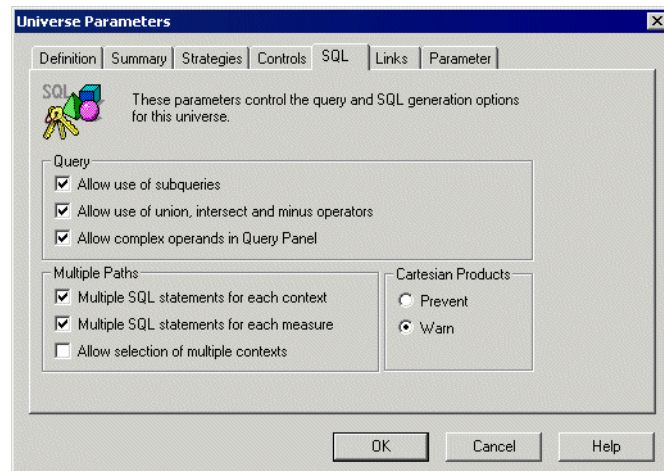 Universe Parameters
Definition Summary Strategies Controls SQL Links Parameter
SQL
These parameters control the query and SQL generation options
for this universe.
Query
Allow use of subqueries
Allow use of union, intersect and minus operators
Allow complex operands in Query Panel
Multiple Paths
Multiple SQL statements for each context
Multiple SQL statements for each measure
Allow selection of multiple contexts
Cartesian Products
Prevent
Warn
OK Cancel Help